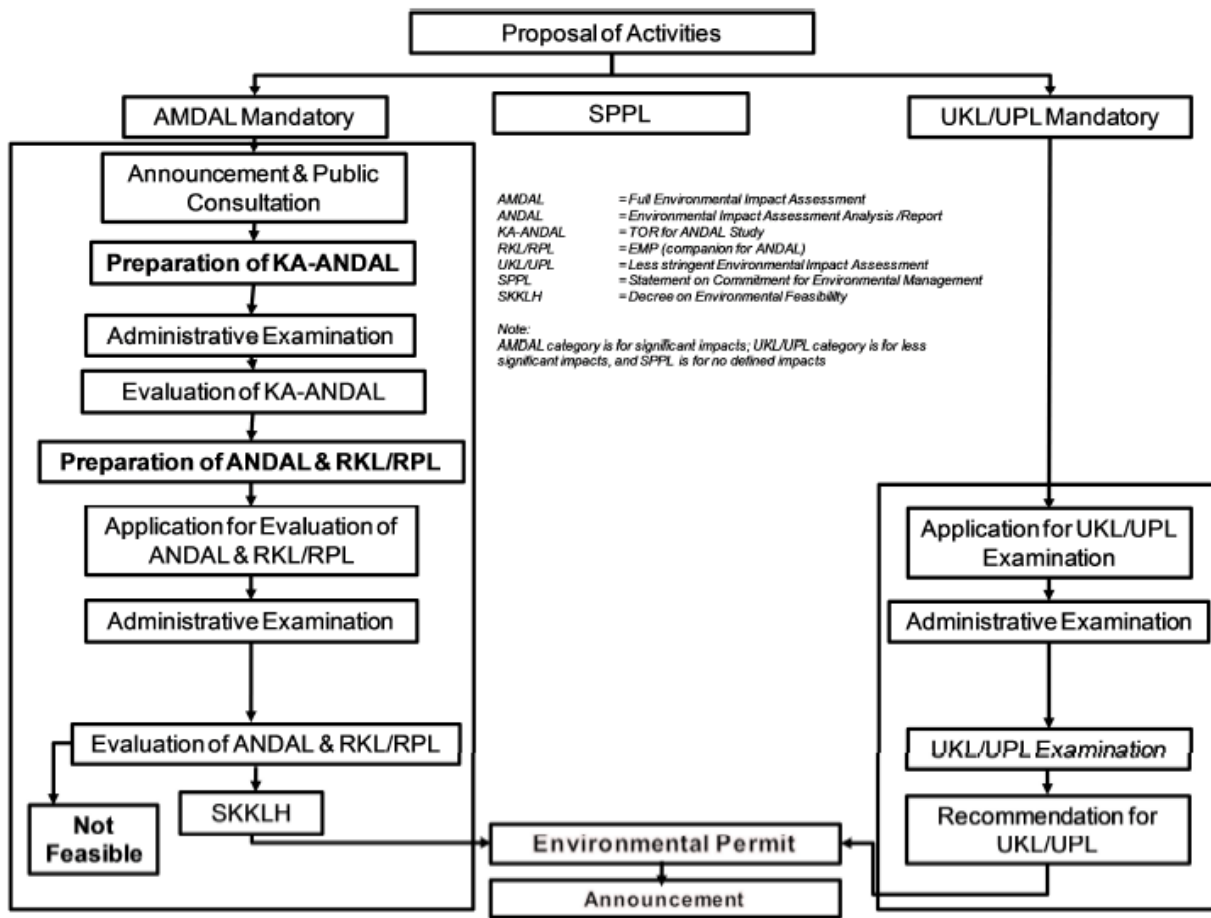 Proposal of Activities
AMDAL Mandatory
SPPL
UKL/UPL Mandatory
Announcement & Public
Consultation
Preparation of KA-ANDAL
Administrative Examination
Evaluation of KA-ANDAL
Preparation of ANDAL & RKL/RPL
Application for Evaluation of
ANDAL & RKL/RPL
Administrative Examination
Evaluation of ANDAL & RKL/RPL
Not
Feasible
SKKLH
AMDAL = Full Environmental Impact Assessment
ANDAL = Environmental Impact Assessment Analysis /Report
KA-ANDAL = TOR for ANDAL Study
RKL/RPL = EMP (companion for ANDAL)
UKL/UPL = Less stringent Environmental Impact Assessment
SPPL = Statement on Commitment for Environmental Management
SKKLH = Decree on Environmental Feasibility
Note:
AMDAL category is for significant impacts; UKL/UPL category is for less
significant impacts, and SPPL is for no defined impacts
Application for UKL/UPL
Examination
Administrative Examination
UKL/UPL Examination
Recommendation for
UKL/UPL
Environmental Permit
Announcement